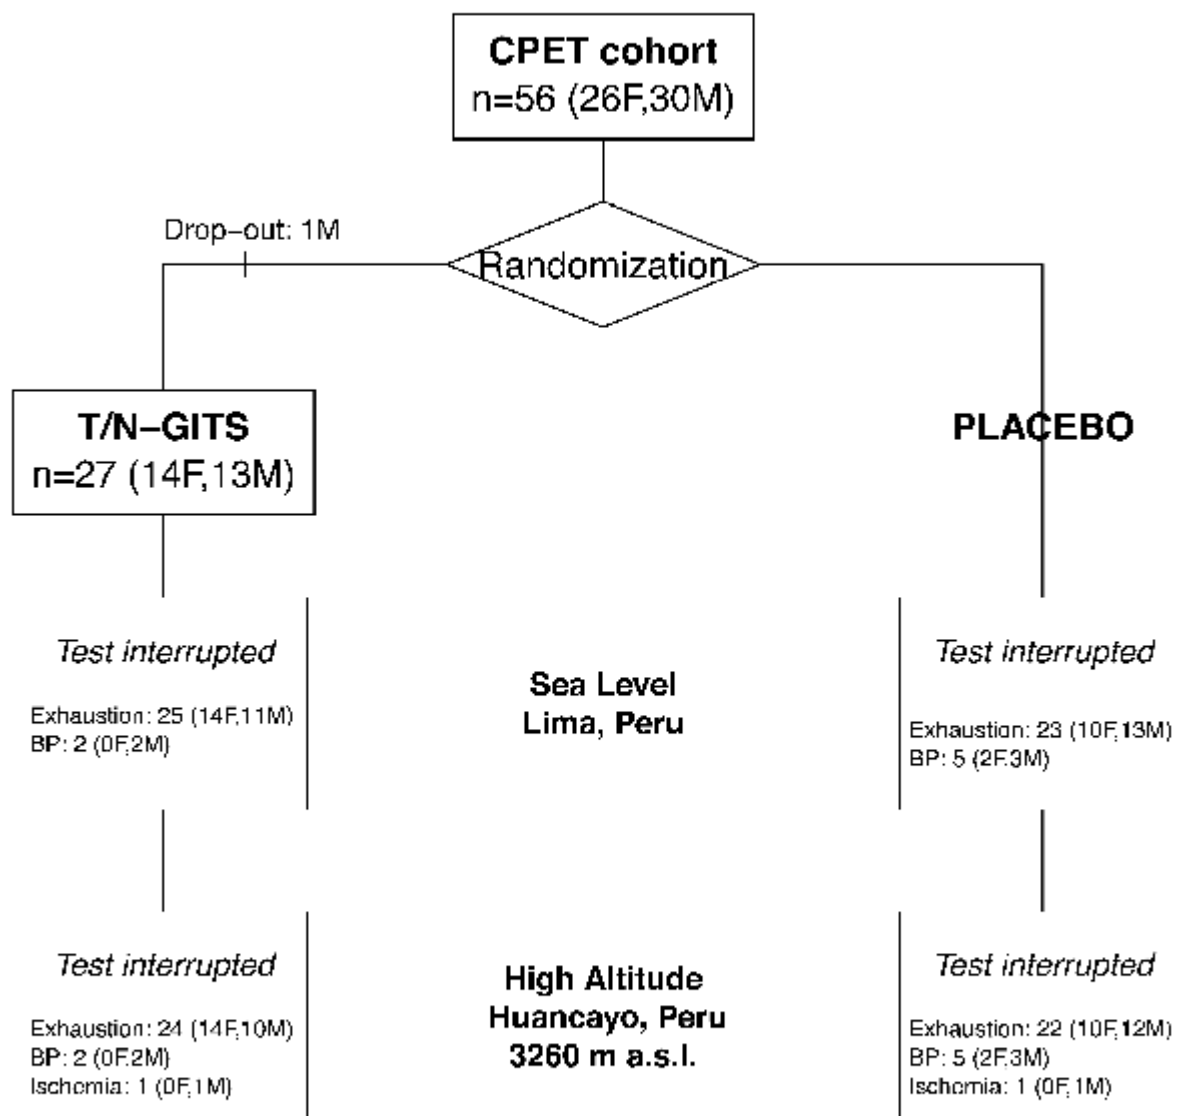 CPET cohort
n=56 (26F,30M)
Drop–out: 1M
Randomization
T/N–GITS
n=27 (14F,13M)
PLACEBO
Test interrupted
Exhaustion: 25 (14F,11M)
BP: 2 (0F,2M)
Sea Level
Lima, Peru
Test interrupted
Exhaustion: 23 (10F,13M)
BP: 5 (2F,3M)
Test interrupted
Exhaustion: 24 (14F,10M)
BP: 2 (0F,2M)
Ischemia: 1 (0F,1M)
High Altitude
Huancayo, Peru
3260 m a.s.l.
Test interrupted
Exhaustion: 22 (10F,12M)
BP: 5 (2F,3M)
Ischemia: 1 (0F,1M)